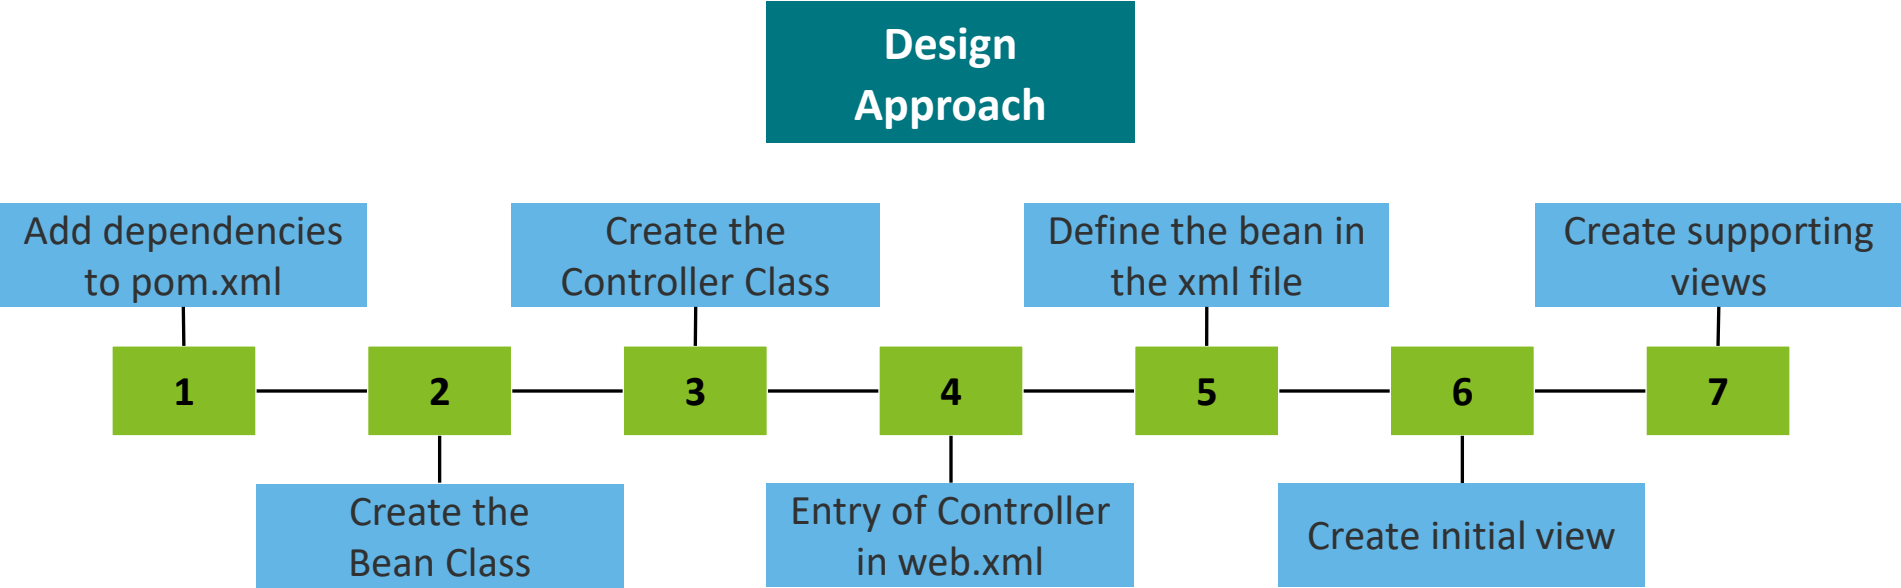 Design
Approach
Add dependencies
to pom.xml
Create the
Controller Class
Define the bean in
the xml file
Create supporting
views
1
2
3
4
5
6
7
Create the
Bean Class
Entry of Controller
in web.xml
Create initial view